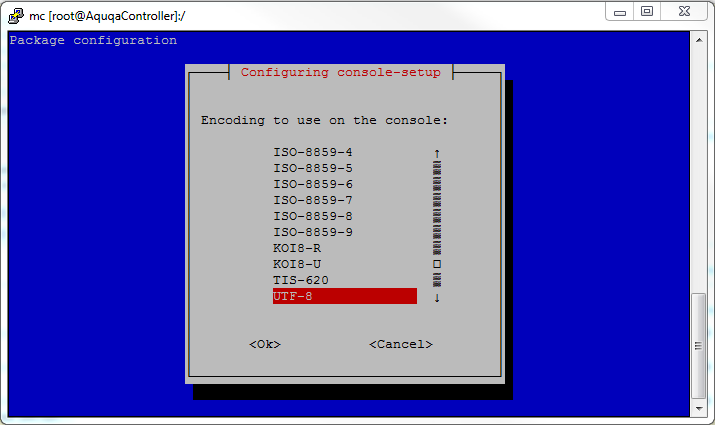 mc [root@AquqaController]:/
Package configuration
Configuring console-setup
Encoding to use on the console:
ISO-8859-4
ISO-8859-5
ISO-8859-6
ISO-8859-7
ISO-8859-8
ISO-8859-9
KOI8-R
KOI8-U
TIS-620
UTF-8
<Ok> <Cancel>